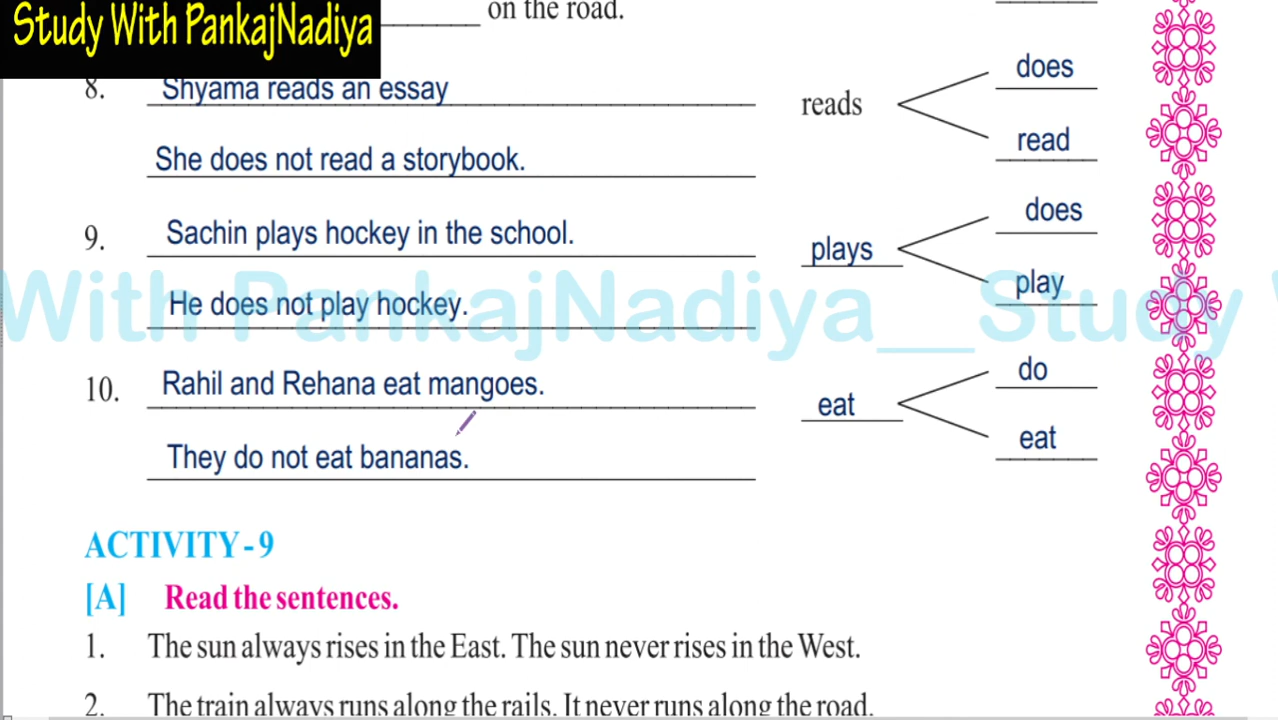 Study With PankajNadiya
on the road.
8. Shyama reads an essay
reads
does
read
She does not read a storybook.
9. Sachin plays hockey in the school.
plays
does
play
He does not play hockey.
With PankajNadiya__Study W
10. Rahil and Rehana eat mangoes.
eat
do
eat
They do not eat bananas.
ACTIVITY-9
[A] Read the sentences.
1. The sun always rises in the East. The sun never rises in the West.
2. The train always runs along the rails. It never runs along the road.